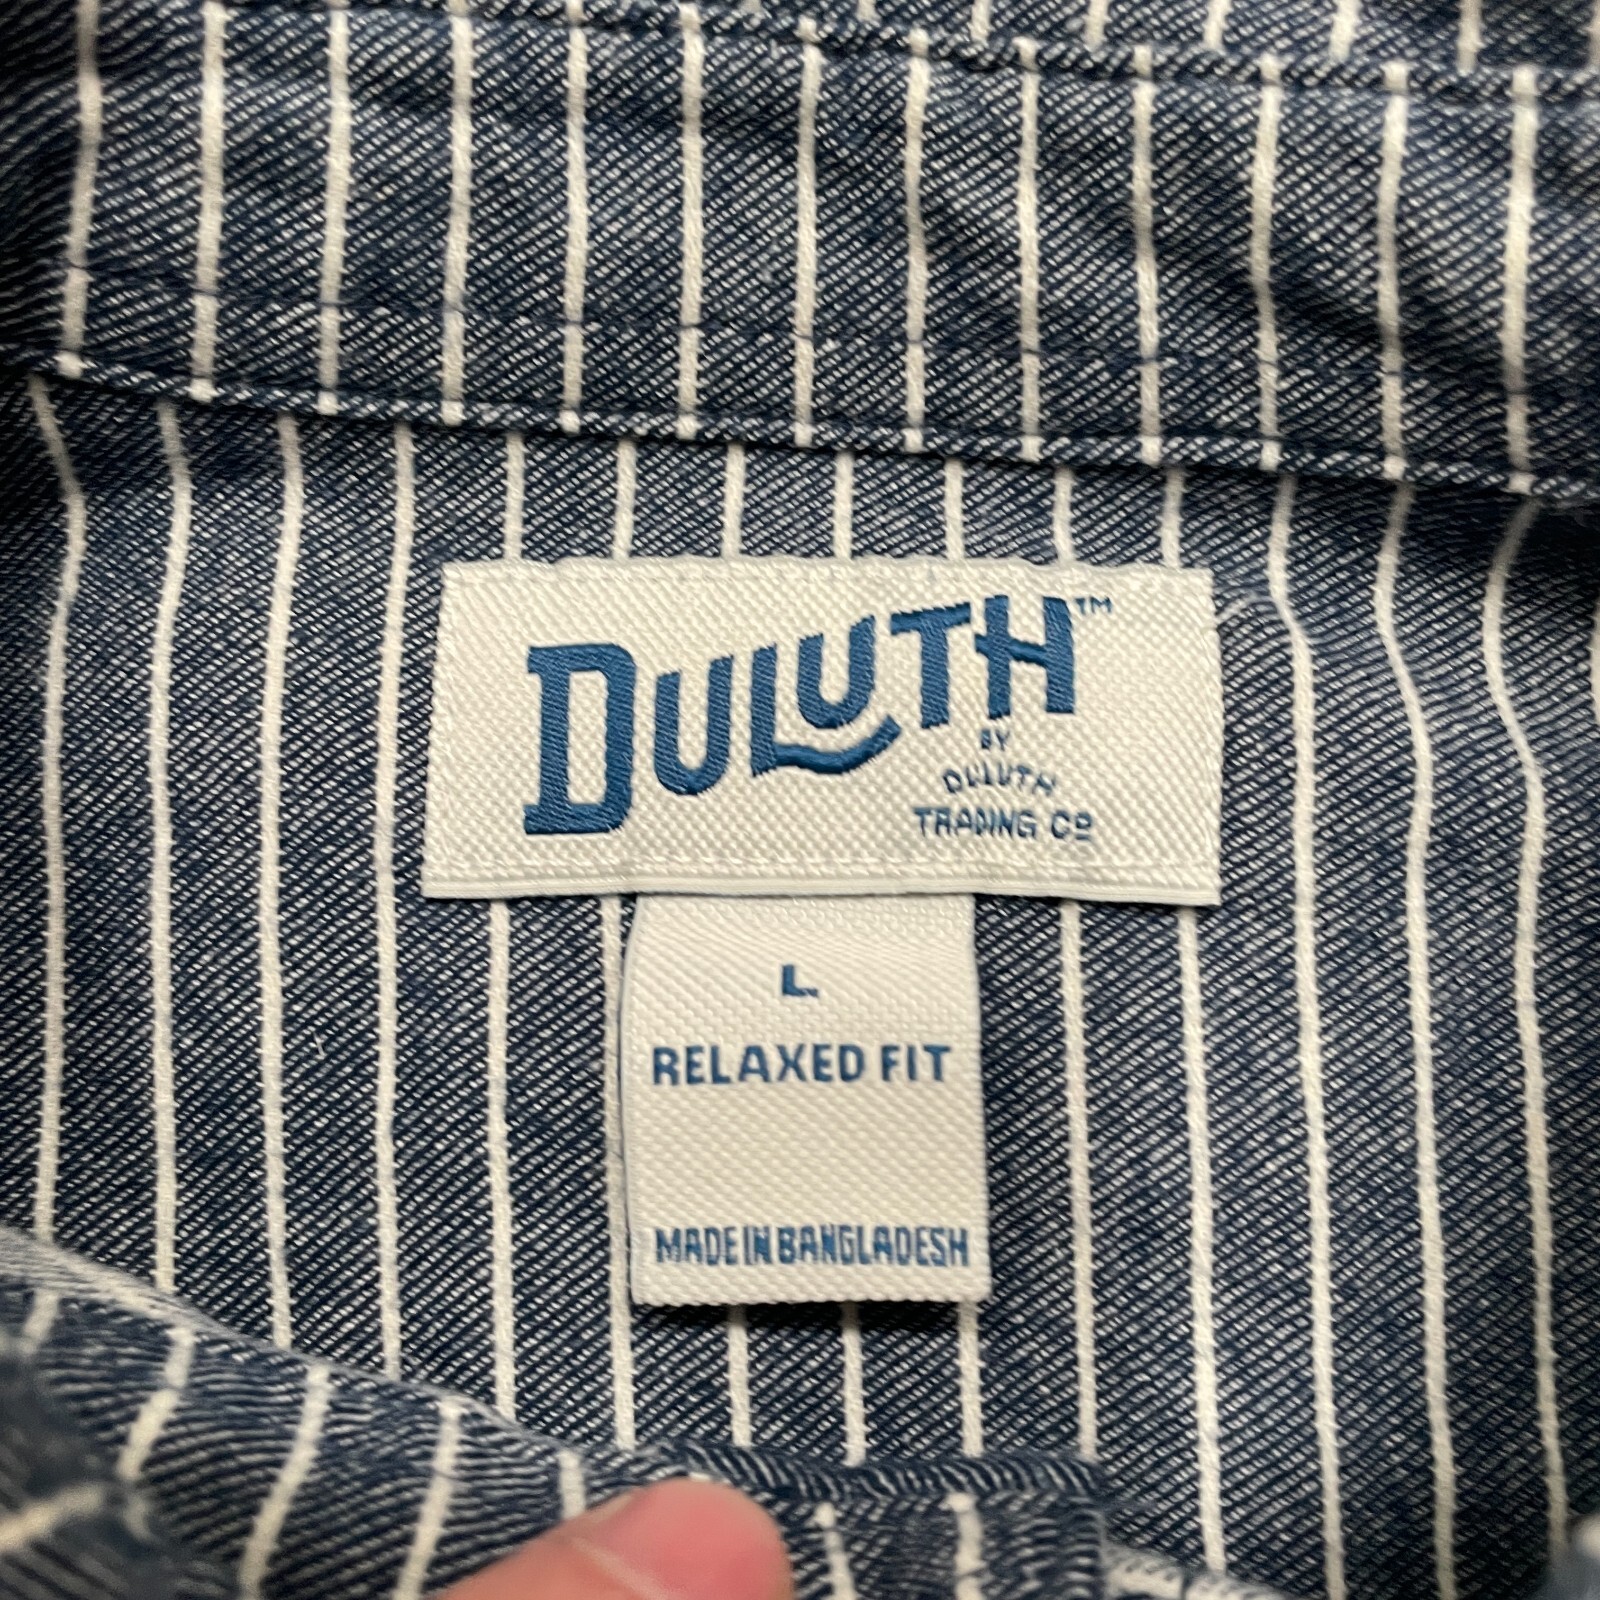 DULUTH™
BY
DULUTH
TRADING Cº
L
RELAXED FIT
MADE IN BANGLADESH